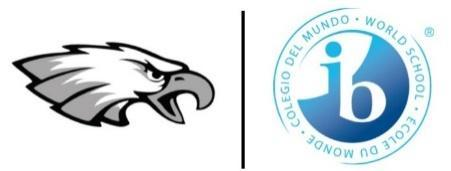 COLEGIO DEL MUNDO · WORLD SCHOOL · ÉCOLE DU MONDE ·
ib
®